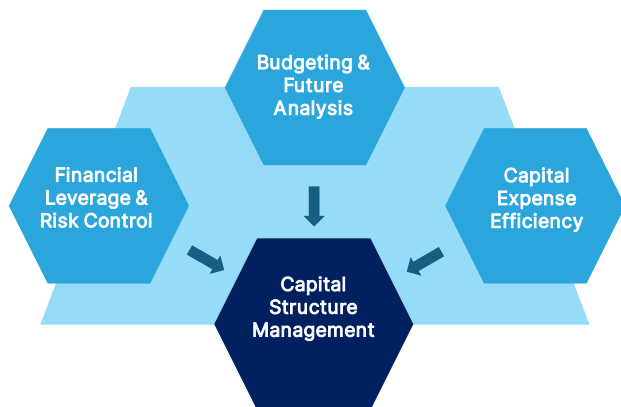 Budgeting &
Future
Analysis
Financial
Leverage &
Risk Control
Capital
Expense
Efficiency
Capital
Structure
Management